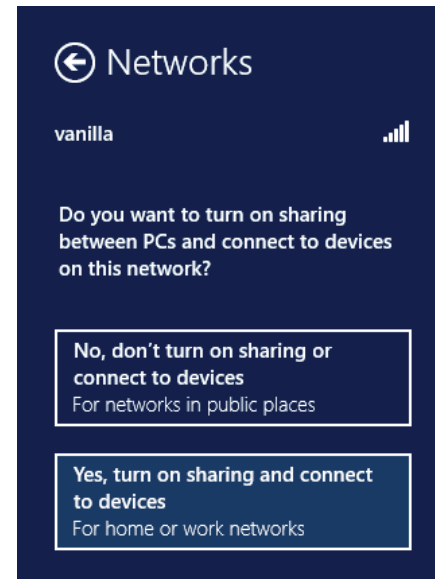 Networks
vanilla
Do you want to turn on sharing
between PCs and connect to devices
on this network?
No, don't turn on sharing or
connect to devices
For networks in public places
Yes, turn on sharing and connect
to devices
For home or work networks